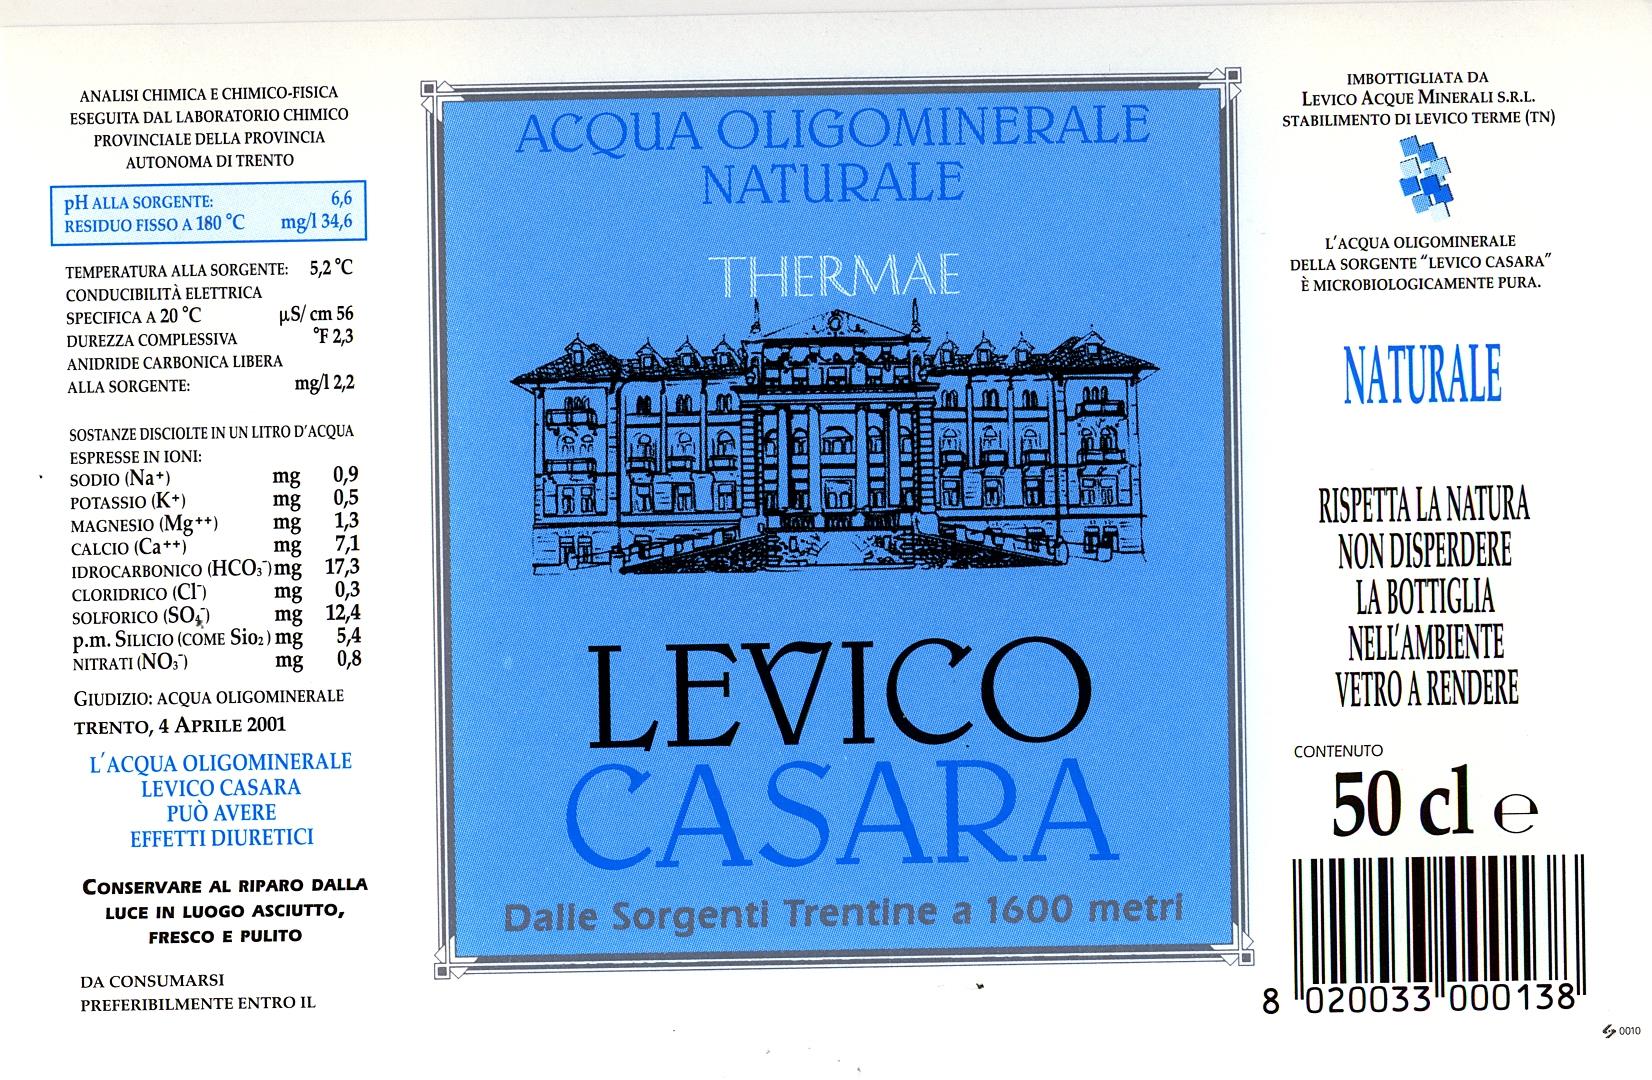 ANALISI CHIMICA E CHIMICO-FISICA
ESEGUITA DAL LABORATORIO CHIMICO
PROVINCIALE DELLA PROVINCIA
AUTONOMA DI TRENTO
pH ALLA SORGENTE: 6,6
RESIDUO FISSO A 180 °C mg/l 34,6
TEMPERATURA ALLA SORGENTE: 5,2 °C
CONDUCIBILITÀ ELETTRICA
SPECIFICA A 20 °C µS/ cm 56
DUREZZA COMPLESSIVA °F 2,3
ANIDRIDE CARBONICA LIBERA
ALLA SORGENTE: mg/l 2,2
SOSTANZE DISCIOLTE IN UN LITRO D'ACQUA
ESPRESSE IN IONI:
SODIO (Na+) mg 0,9
POTASSIO (K+) mg 0,5
MAGNESIO (Mg++) mg 1,3
CALCIO (Ca++) mg 7,1
IDROCARBONICO (HCO3-) mg 17,3
CLORIDRICO (Cl-) mg 0,3
SOLFORICO (SO4-) mg 12,4
p.m. SILICIO (COME Sio2) mg 5,4
NITRATI (NO3-) mg 0,8
GIUDIZIO: ACQUA OLIGOMINERALE
TRENTO, 4 APRILE 2001
L'ACQUA OLIGOMINERALE
LEVICO CASARA
PUÒ AVERE
EFFETTI DIURETICI
CONSERVARE AL RIPARO DALLA
LUCE IN LUOGO ASCIUTTO,
FRESCO E PULITO
DA CONSUMARSI
PREFERIBILMENTE ENTRO IL
ACQUA OLIGOMINERALE
NATURALE
THERMAE
LEVICO
CASARA
Dalle Sorgenti Trentine a 1600 metri
IMBOTTIGLIATA DA
LEVICO ACQUE MINERALI S.R.L.
STABILIMENTO DI LEVICO TERME (TN)
L'ACQUA OLIGOMINERALE
DELLA SORGENTE "LEVICO CASARA"
È MICROBIOLOGICAMENTE PURA.
NATURALE
RISPETTA LA NATURA
NON DISPERDERE
LA BOTTIGLIA
NELL'AMBIENTE
VETRO A RENDERE
CONTENUTO
50 cl e
8 020033 000138
0010